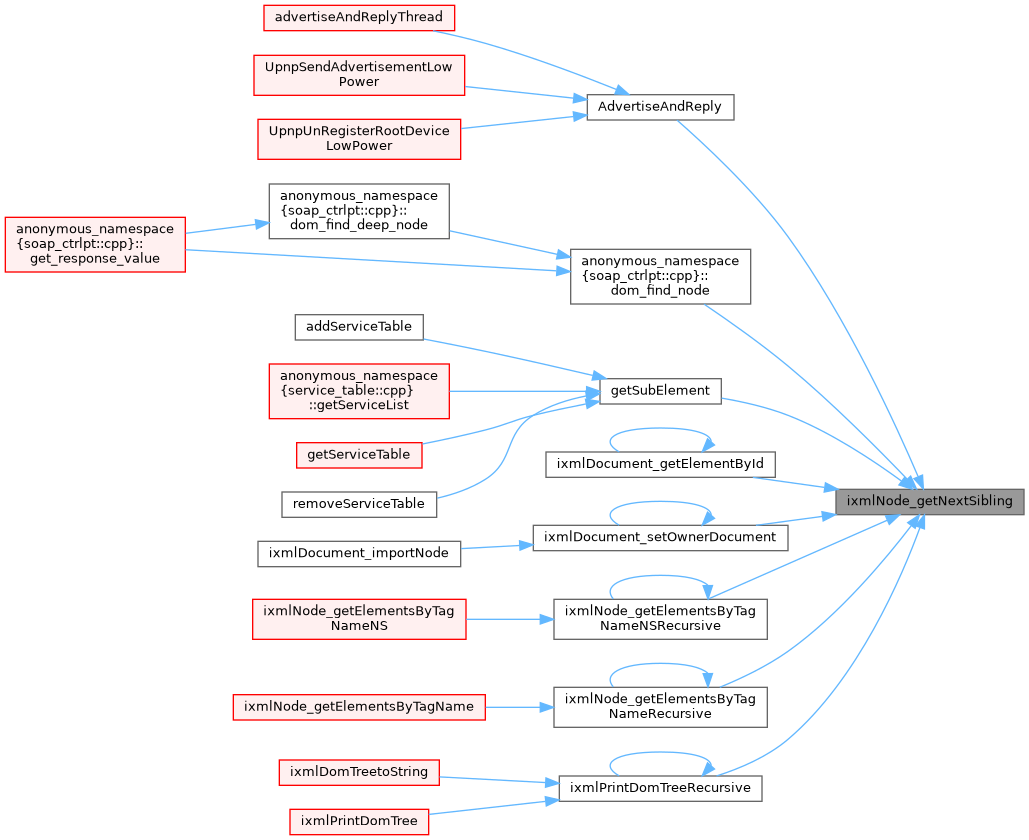 advertiseAndReplyThread
UpnpSendAdvertisementLow
Power
AdvertiseAndReply
UpnpUnRegisterRootDevice
LowPower
anonymous_namespace
{soap_ctrlpt::cpp}::
dom_find_deep_node
anonymous_namespace
{soap_ctrlpt::cpp}::
get_response_value
anonymous_namespace
{soap_ctrlpt::cpp}::
dom_find_node
addServiceTable
anonymous_namespace
{service_table::cpp}
::getServiceList
getSubElement
getServiceTable
ixmlDocument_getElementById
removeServiceTable
ixmlNode_getNextSibling
ixmlDocument_setOwnerDocument
ixmlDocument_importNode
ixmlNode_getElementsByTag
NameNS
ixmlNode_getElementsByTag
NameNSRecursive
ixmlNode_getElementsByTagName
ixmlNode_getElementsByTag
NameRecursive
ixmlDomTreetoString
ixmlPrintDomTreeRecursive
ixmlPrintDomTree